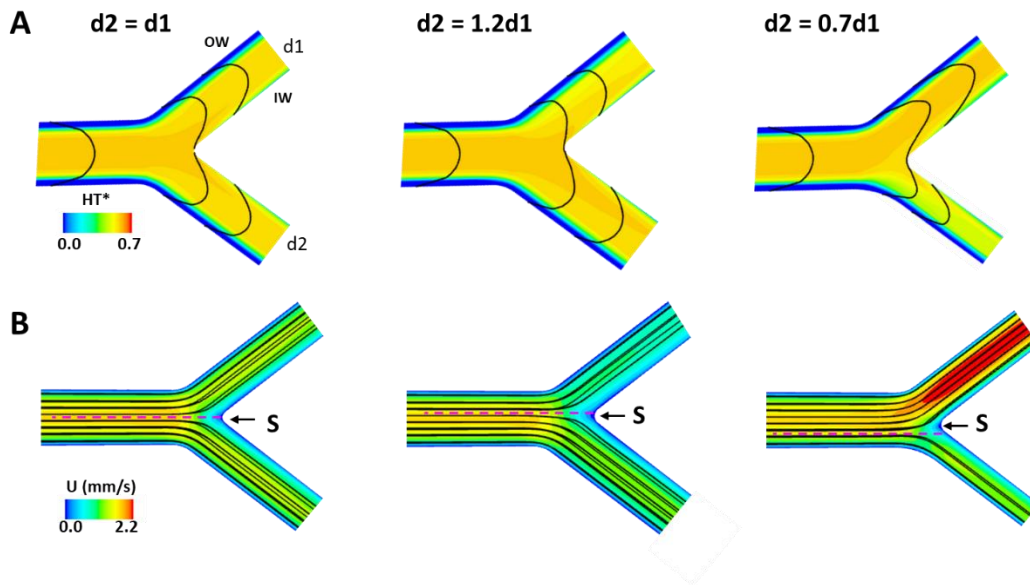 A
d2 = d1
d2 = 1.2d1
d2 = 0.7d1
OW
d1
IW
HT*
0.0 0.7
d2
B
S
S
S
U (mm/s)
0.0 2.2